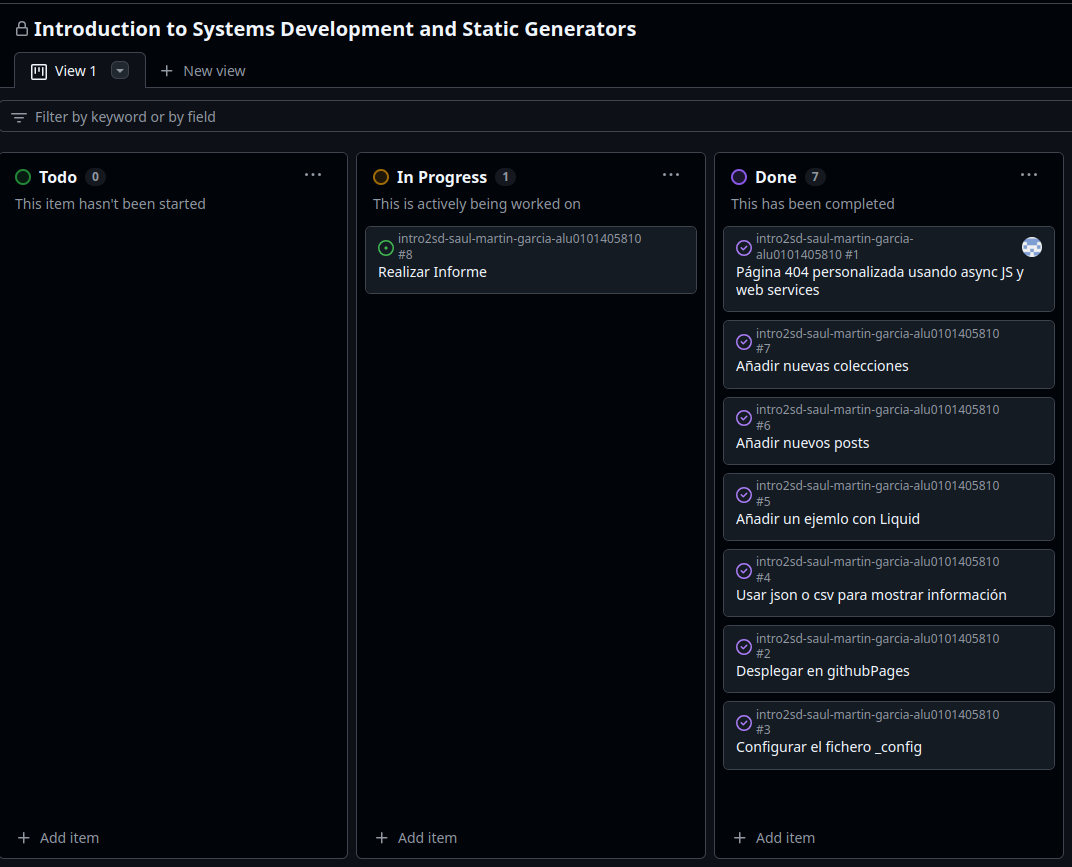 Introduction to Systems Development and Static Generators
View 1
New view
Filter by keyword or by field
Todo 0
This item hasn't been started
Add item
In Progress 1
This is actively being worked on
intro2sd-saul-martin-garcia-alu0101405810
#8
Realizar Informe
Add item
Done 7
This has been completed
intro2sd-saul-martin-garcia-
alu0101405810 #1
Página 404 personalizada usando async JS y
web services
intro2sd-saul-martin-garcia-alu0101405810
#7
Añadir nuevas colecciones
intro2sd-saul-martin-garcia-alu0101405810
#6
Añadir nuevos posts
intro2sd-saul-martin-garcia-alu0101405810
#5
Añadir un ejemlo con Liquid
intro2sd-saul-martin-garcia-alu0101405810
#4
Usar json o csv para mostrar información
intro2sd-saul-martin-garcia-alu0101405810
#2
Desplegar en githubPages
intro2sd-saul-martin-garcia-alu0101405810
#3
Configurar el fichero _config
Add item